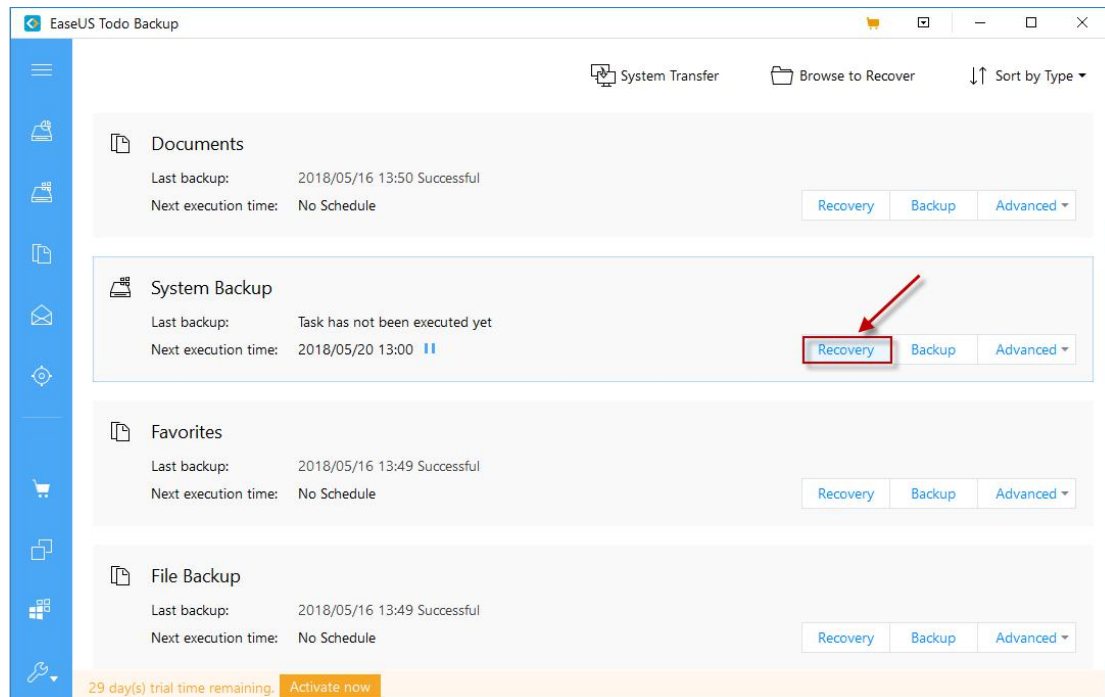 EaseUS Todo Backup
System Transfer Browse to Recover Sort by Type
Documents
Last backup: 2018/05/16 13:50 Successful
Next execution time: No Schedule
Recovery Backup Advanced
System Backup
Last backup: Task has not been executed yet
Next execution time: 2018/05/20 13:00
Recovery Backup Advanced
Favorites
Last backup: 2018/05/16 13:49 Successful
Next execution time: No Schedule
Recovery Backup Advanced
File Backup
Last backup: 2018/05/16 13:49 Successful
Next execution time: No Schedule
Recovery Backup Advanced
29 day(s) trial time remaining. Activate now